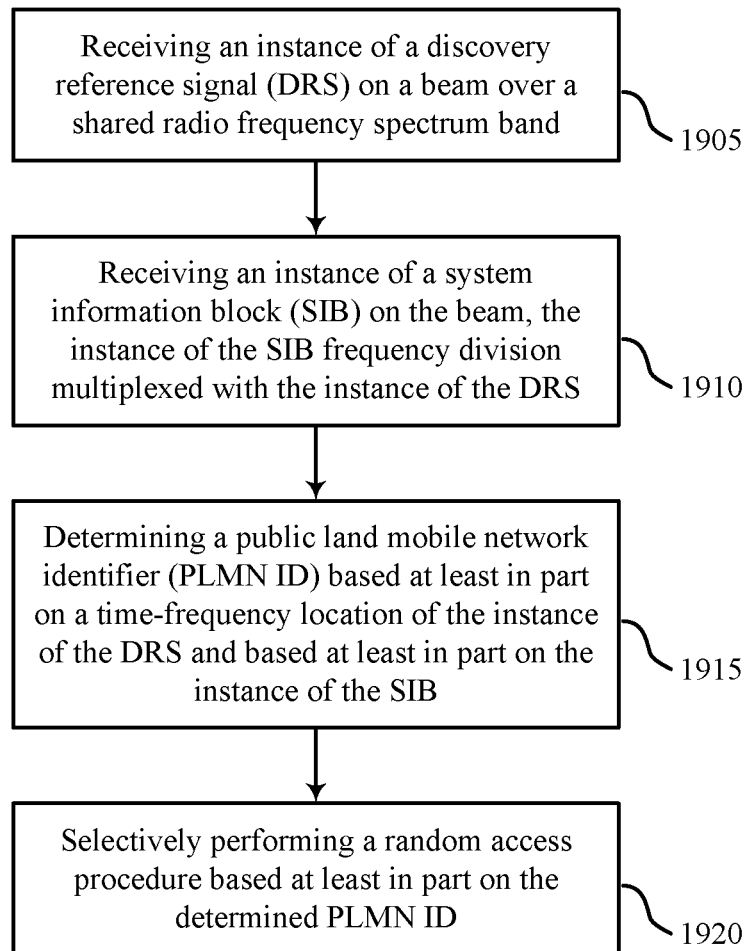 Receiving an instance of a discovery
reference signal (DRS) on a beam over a
shared radio frequency spectrum band
1905
Receiving an instance of a system
information block (SIB) on the beam, the
instance of the SIB frequency division
multiplexed with the instance of the DRS
1910
Determining a public land mobile network
identifier (PLMN ID) based at least in part
on a time-frequency location of the instance
of the DRS and based at least in part on the
instance of the SIB
1915
Selectively performing a random access
procedure based at least in part on the
determined PLMN ID
1920